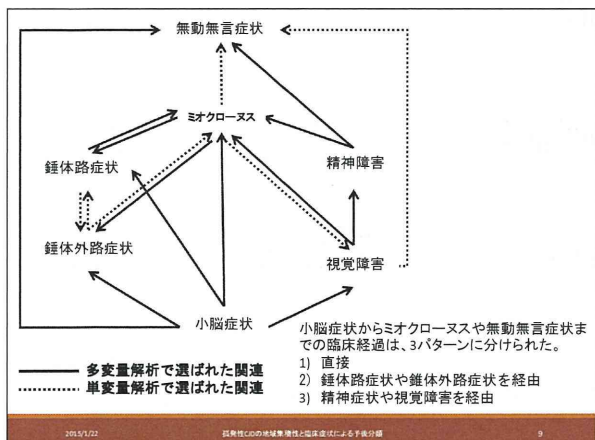 無動無言症状
ミオクローヌス
錘体路症状
精神障害
錘体外路症状
視覚障害
小脳症状
小脳症状からミオクローヌスや無動無言症状ま
での臨床経過は、3パターンに分けられた。
1) 直接
2) 錘体路症状や錐体外路症状を経由
3) 精神症状や視覚障害を経由
多変量解析で選ばれた関連
単変量解析で選ばれた関連
2015/1/22
孤発性CJDの地域集積性と臨床症状による予後分類
9